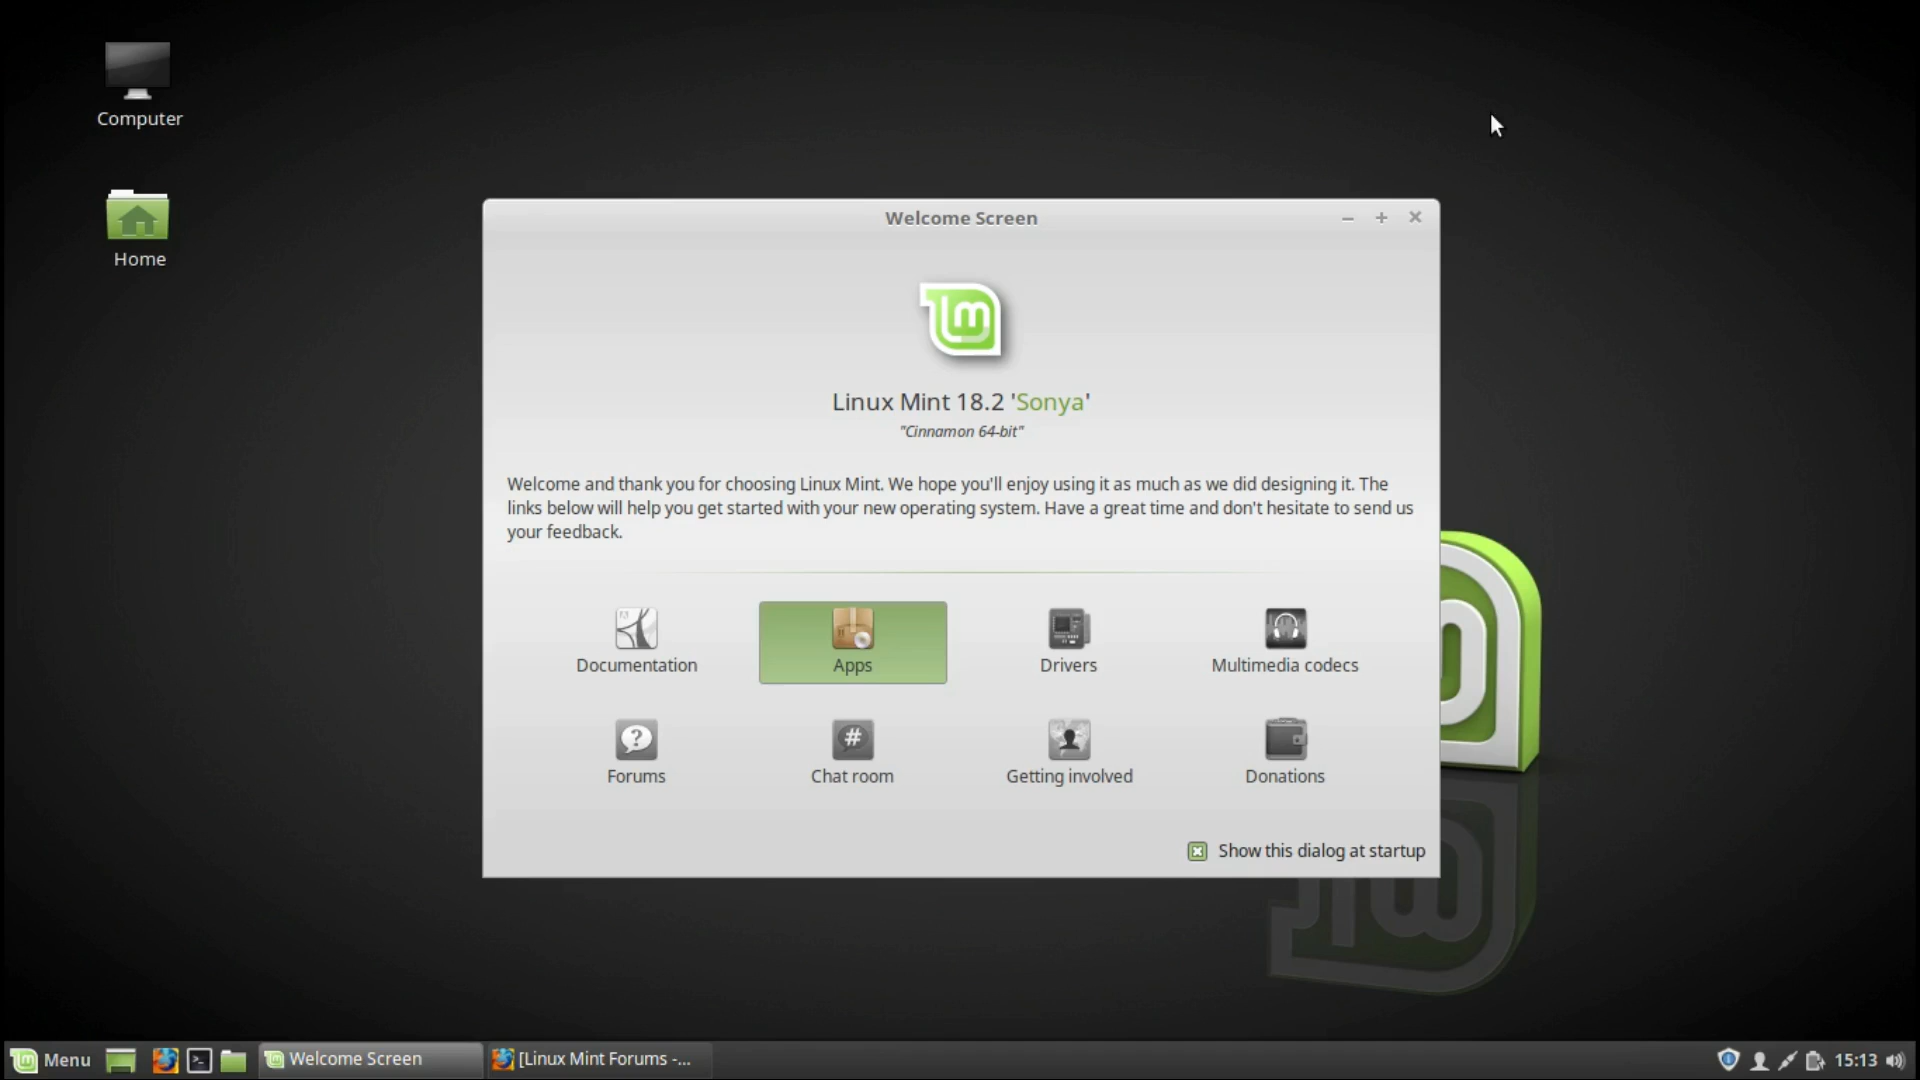 Computer
Home
Welcome Screen
Linux Mint 18.2 'Sonya'
"Cinnamon 64-bit"
Welcome and thank you for choosing Linux Mint. We hope you'll enjoy using it as much as we did designing it. The
links below will help you get started with your new operating system. Have a great time and don't hesitate to send us
your feedback.
Documentation
Apps
Drivers
Multimedia codecs
Forums
Chat room
Getting involved
Donations
Show this dialog at startup
Menu
Welcome Screen
[Linux Mint Forums -...
15:13